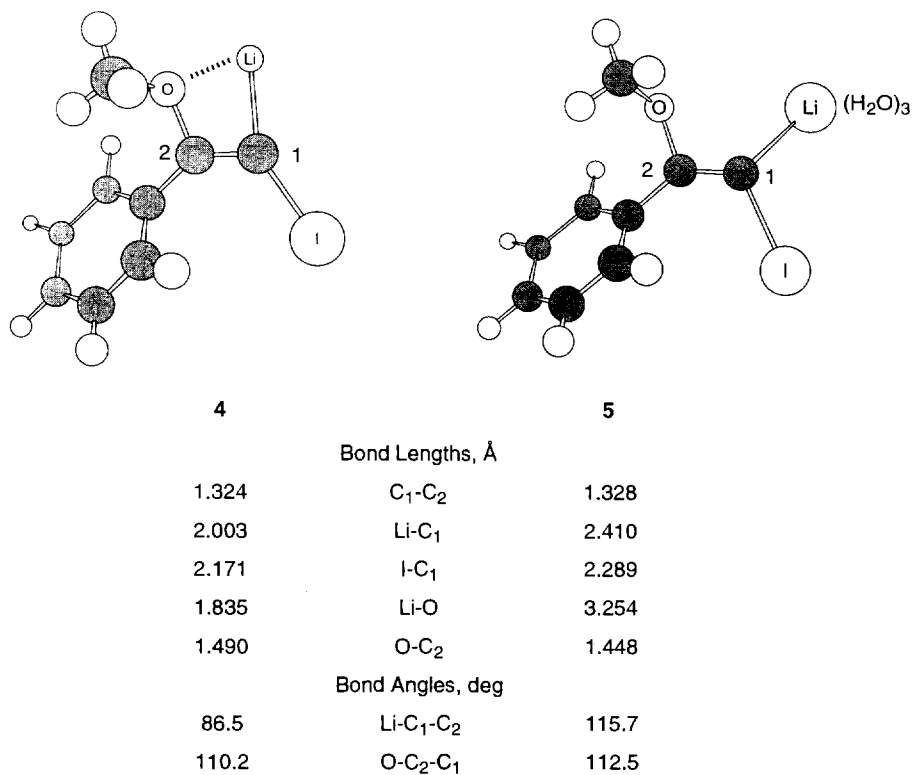 Li
O
2
1
I
Li (H₂O)₃
O
2
1
I
4 5
Bond Lengths, Å
1.324 C₁-C₂ 1.328
2.003 Li-C₁ 2.410
2.171 I-C₁ 2.289
1.835 Li-O 3.254
1.490 O-C₂ 1.448
Bond Angles, deg
86.5 Li-C₁-C₂ 115.7
110.2 O-C₂-C₁ 112.5